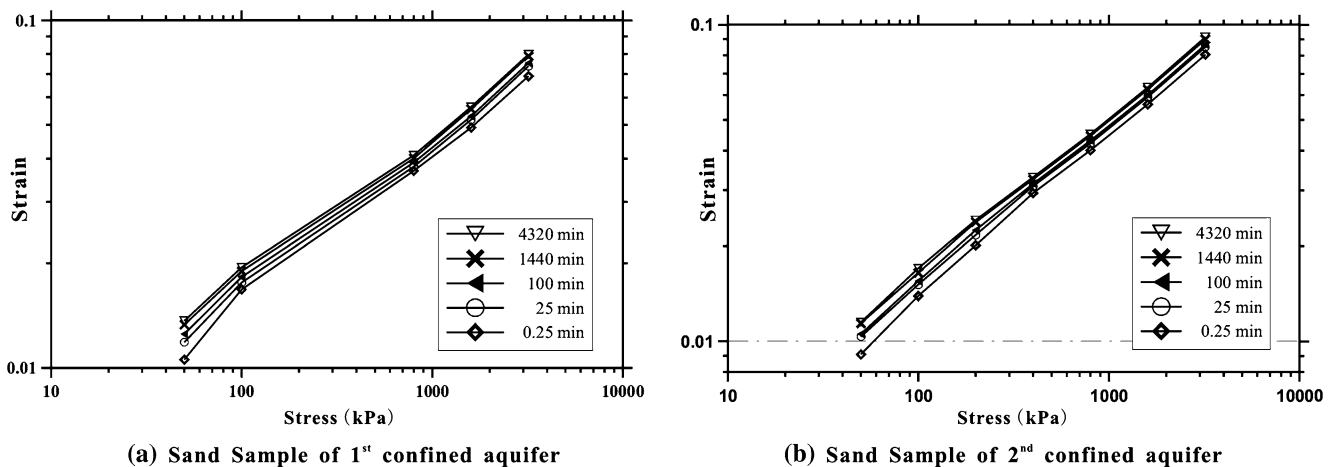 0.1
Strain
0.01
10
100
1000
10000
Stress (kPa)
4320 min
1440 min
100 min
25 min
0.25 min
(a) Sand Sample of 1st confined aquifer
0.1
Strain
0.01
10
100
1000
10000
Stress (kPa)
4320 min
1440 min
100 min
25 min
0.25 min
(b) Sand Sample of 2nd confined aquifer